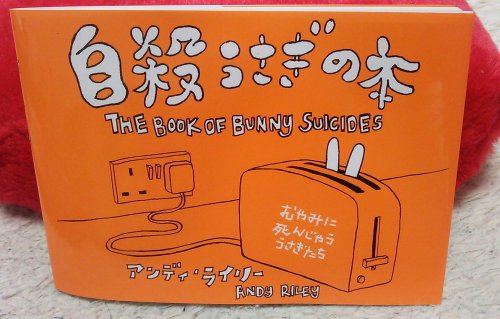 自殺うさぎの本
THE BOOK OF BUNNY SUICIDES
むやみに
死んじゃう
うさぎたち
アンディ・ライリー
ANDY RILEY